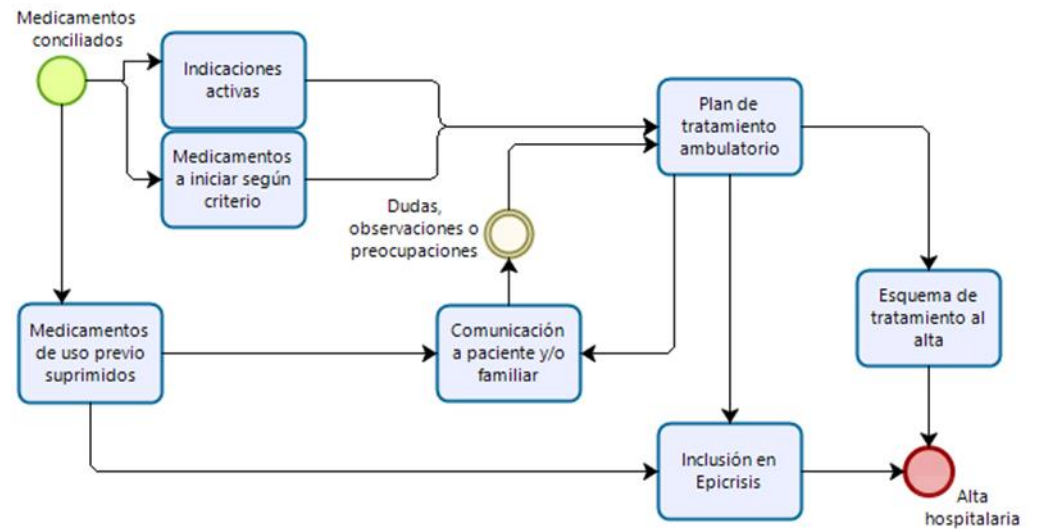 Medicamentos
conciliados
Indicaciones
activas
Medicamentos
a iniciar según
criterio
Plan de
tratamiento
ambulatorio
Dudas,
observaciones o
preocupaciones
Medicamentos
de uso previo
suprimidos
Comunicación
a paciente y/o
familiar
Esquema de
tratamiento al
alta
Inclusión en
Epicrisis
Alta
hospitalaria